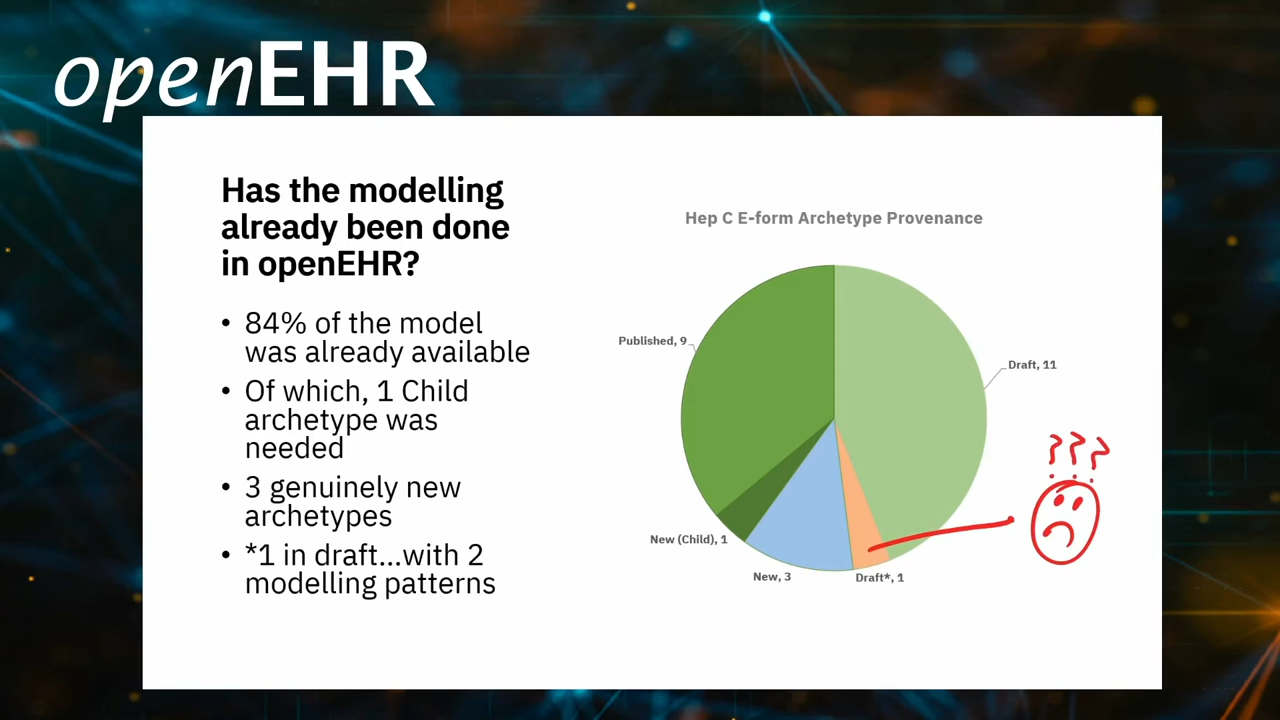 openEHR
Has the modelling
already been done
in openEHR?
• 84% of the model
was already available
• Of which, 1 Child
archetype was
needed
• 3 genuinely new
archetypes
• *1 in draft...with 2
modelling patterns
Hep C E-form Archetype Provenance
Published, 9
Draft, 11
???
New (Child), 1
New, 3
Draft*, 1